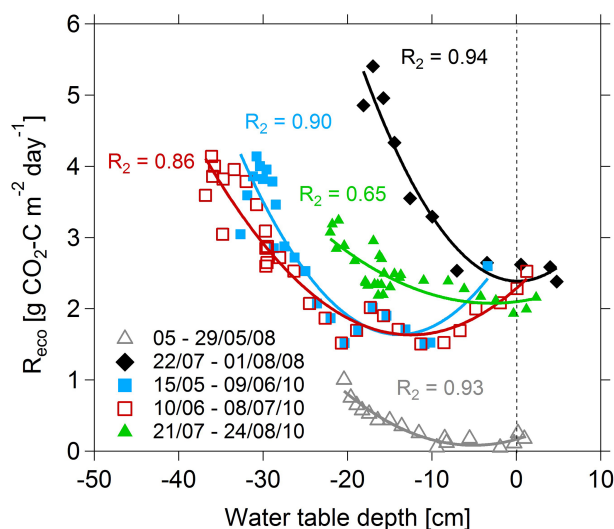 6
5
4
3
2
1
0
R_eco [g CO2-C m^-2 day^-1]
R2 = 0.94
R2 = 0.90
R2 = 0.86
R2 = 0.65
R2 = 0.93
05 - 29/05/08
22/07 - 01/08/08
15/05 - 09/06/10
10/06 - 08/07/10
21/07 - 24/08/10
-50 -40 -30 -20 -10 0 10
Water table depth [cm]